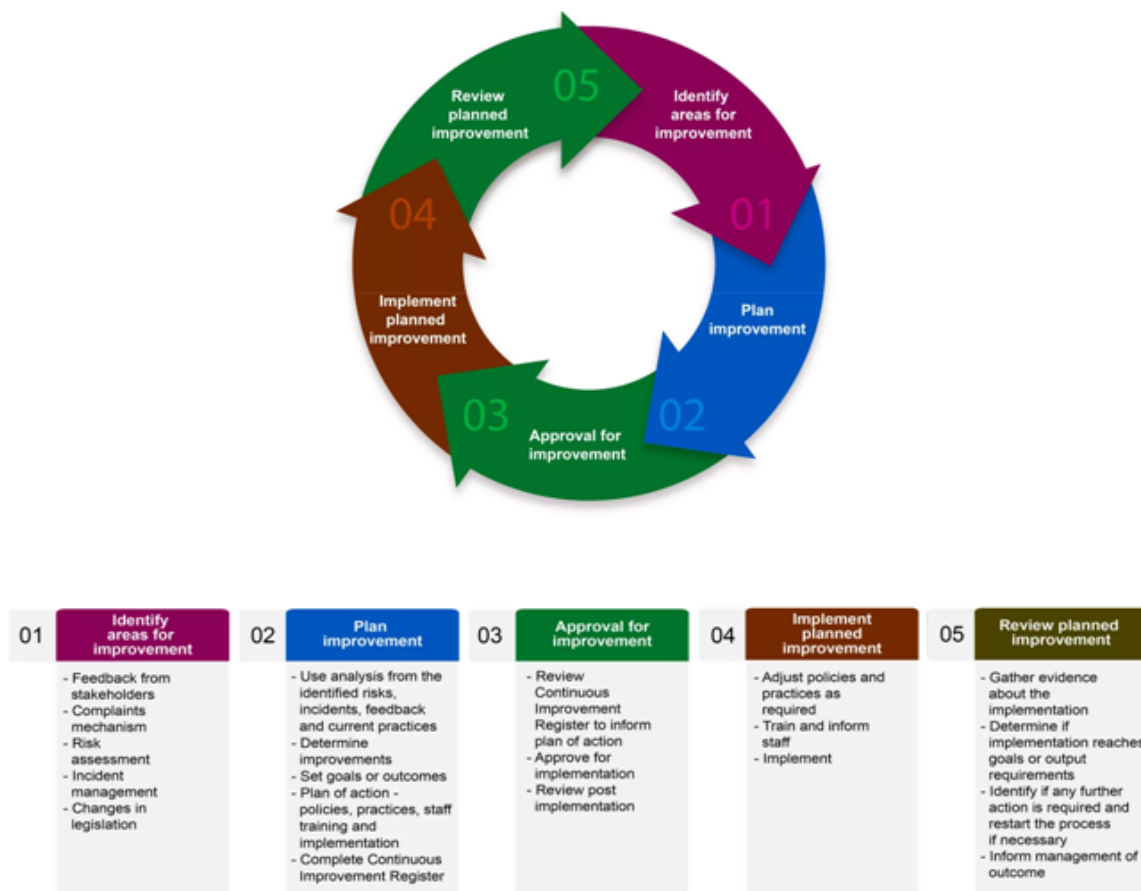 05
Review
planned
improvement
Identify
areas for
improvement
04
01
Implement
planned
improvement
Plan
improvement
03
02
Approval for
improvement
01
Identify
areas for
improvement
- Feedback from
stakeholders
- Complaints
mechanism
- Risk
assessment
- Incident
management
- Changes in
legislation
02
Plan
improvement
- Use analysis from the
identified risks,
incidents, feedback
and current practices
- Determine
improvements
- Set goals or outcomes
- Plan of action -
policies, practices, staff
training and
implementation
- Complete Continuous
Improvement Register
03
Approval for
improvement
- Review
Continuous
Improvement
Register to inform
plan of action
- Approve for
implementation
- Review post
implementation
04
Implement
planned
improvement
- Adjust policies and
practices as
required
- Train and inform
staff
- Implement
05
Review planned
improvement
- Gather evidence
about the
implementation
- Determine if
implementation reaches
goals or output
requirements
- Identify if any further
action is required and
restart the process
if necessary
- Inform management of
outcome